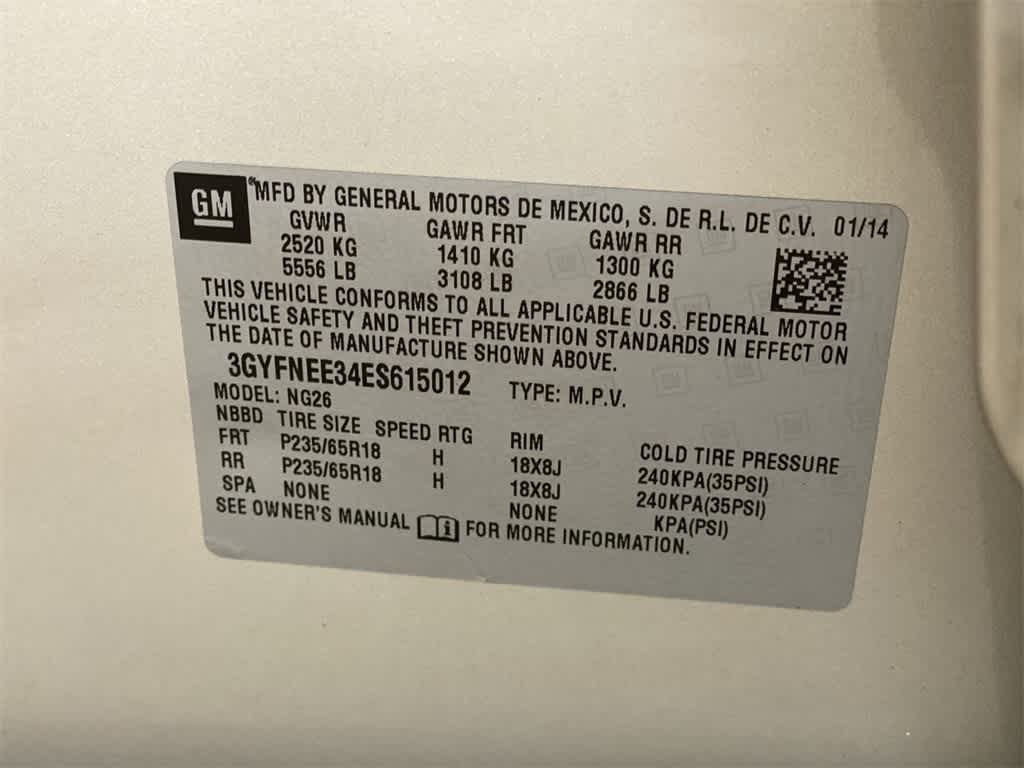 GM "MFD BY GENERAL MOTORS DE MEXICO, S. DE R.L. DE C.V. 01/14
GVWR GAWR FRT GAWR RR
2520 KG 1410 KG 1300 KG
5556 LB 3108 LB 2866 LB
THIS VEHICLE CONFORMS TO ALL APPLICABLE U.S. FEDERAL MOTOR
VEHICLE SAFETY AND THEFT PREVENTION STANDARDS IN EFFECT ON
THE DATE OF MANUFACTURE SHOWN ABOVE.
3GYFNEE34ES615012 TYPE: M.P.V.
MODEL: NG26
NBBD TIRE SIZE SPEED RTG RIM COLD TIRE PRESSURE
FRT P235/65R18 H 18X8J 240KPA(35PSI)
RR P235/65R18 H 18X8J 240KPA(35PSI)
SPA NONE NONE KPA(PSI)
SEE OWNER'S MANUAL FOR MORE INFORMATION.